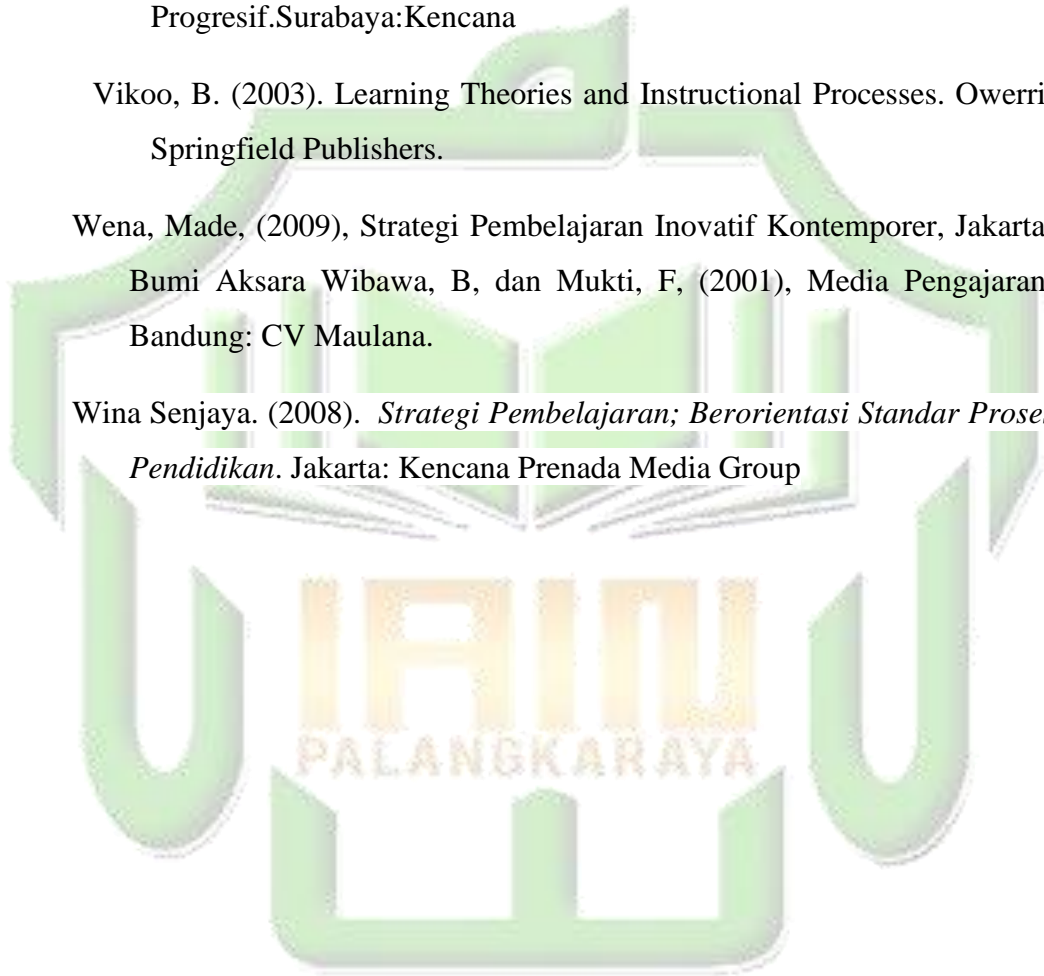 Progresif.Surabaya:Kencana
Vikoo, B. (2003). Learning Theories and Instructional Processes. Owerri
Springfield Publishers.
Wena, Made, (2009), Strategi Pembelajaran Inovatif Kontemporer, Jakarta
Bumi Aksara Wibawa, B, dan Mukti, F, (2001), Media Pengajaran
Bandung: CV Maulana.
Wina Senjaya. (2008). Strategi Pembelajaran; Berorientasi Standar Prose
Pendidikan. Jakarta: Kencana Prenada Media Group
IAIN
PALANGKARAYA